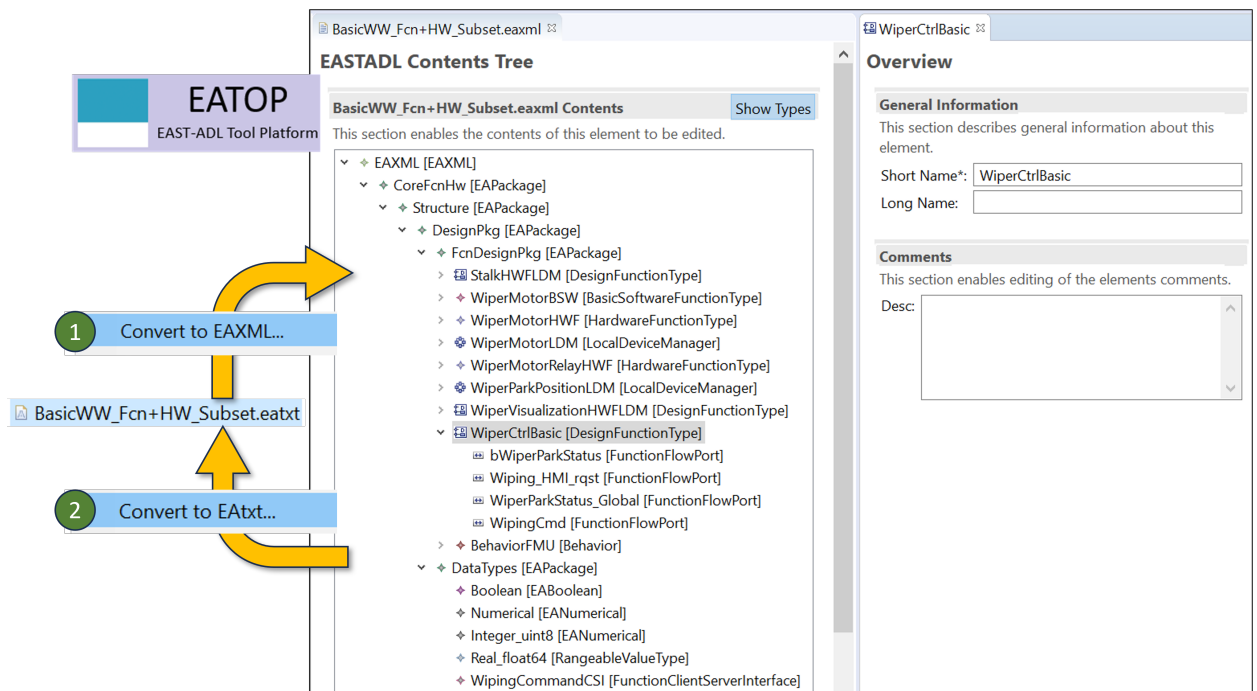 EATOP
EAST-ADL Tool Platform
1 Convert to EAXML...
BasicWW_Fcn+HW_Subset.eatxt
2 Convert to EAtxt...
BasicWW_Fcn+HW_Subset.eaxml
EASTADL Contents Tree
BasicWW_Fcn+HW_Subset.eaxml Contents
Show Types
This section enables the contents of this element to be edited.
EAXML [EAXML]
CoreFcnHw [EAPackage]
Structure [EAPackage]
DesignPkg [EAPackage]
FcnDesignPkg [EAPackage]
StalkHWFLDM [DesignFunctionType]
WiperMotorBSW [BasicSoftwareFunctionType]
WiperMotorHWF [HardwareFunctionType]
WiperMotorLDM [LocalDeviceManager]
WiperMotorRelayHWF [HardwareFunctionType]
WiperParkPositionLDM [LocalDeviceManager]
WiperVisualizationHWFLDM [DesignFunctionType]
WiperCtrlBasic [DesignFunctionType]
bWiperParkStatus [FunctionFlowPort]
Wiping_HMI_rqst [FunctionFlowPort]
WiperParkStatus_Global [FunctionFlowPort]
WipingCmd [FunctionFlowPort]
BehaviorFMU [Behavior]
DataTypes [EAPackage]
Boolean [EABoolean]
Numerical [EANumerical]
Integer_uint8 [EANumerical]
Real_float64 [RangeableValueType]
WipingCommandCSI [FunctionClientServerInterface]
WiperCtrlBasic
Overview
General Information
This section describes general information about this
element.
Short Name*: WiperCtrlBasic
Long Name:
Comments
This section enables editing of the elements comments.
Desc: